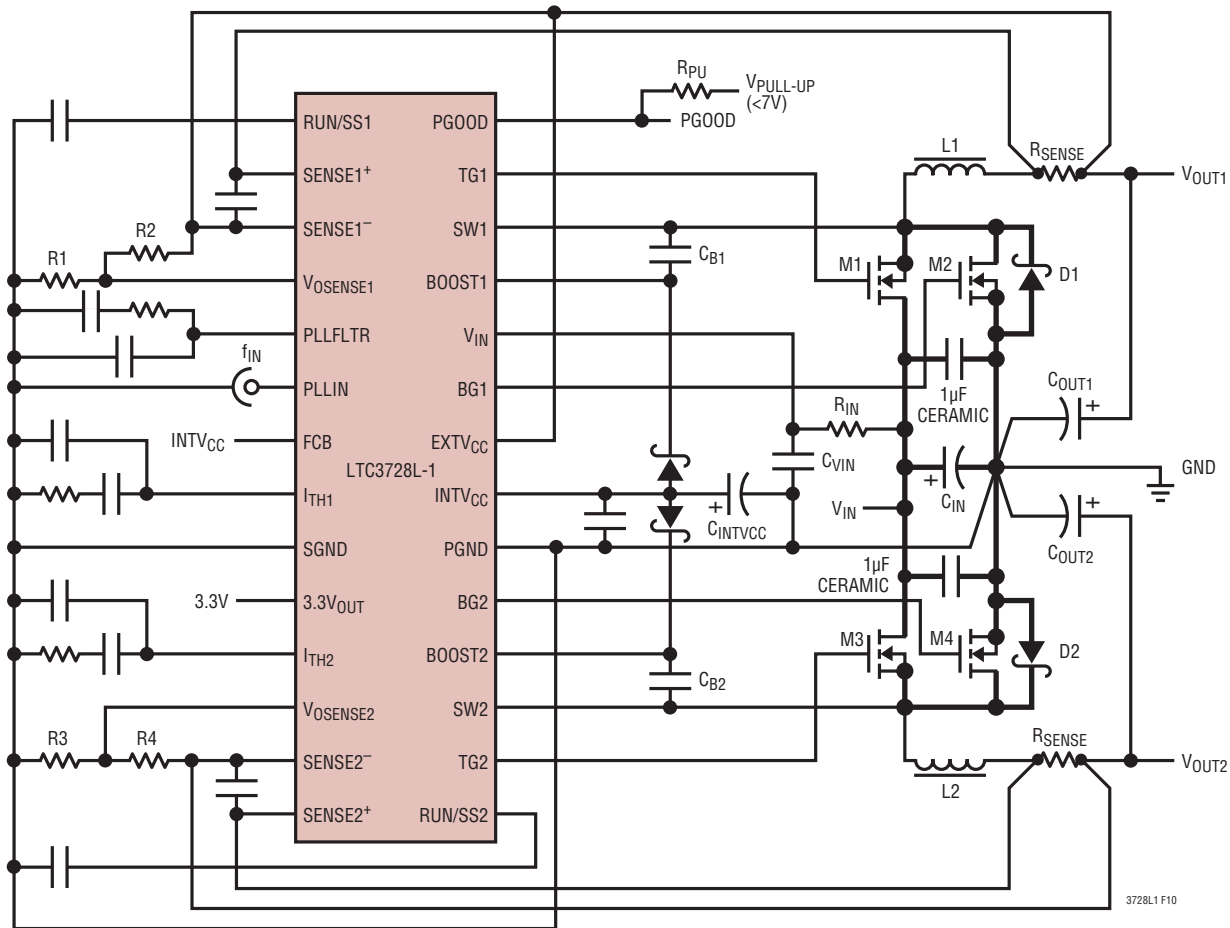 RPU
VPULL-UP
(<7V)
PGOOD
L1
RSENSE
VOUT1
RUN/SS1
PGOOD
SENSE1+
TG1
SENSE1–
SW1
R2
R1
CB1
M1
M2
D1
VOSENSE1
BOOST1
PLLFLTR
VIN
fIN
PLLIN
BG1
1µF
CERAMIC
COUT1
RIN
INTVCC
FCB
EXTVCC
CVIN
LTC3728L-1
GND
ITH1
INTVCC
CINTVCC
VIN
CIN
SGND
PGND
COUT2
1µF
CERAMIC
3.3V
3.3VOUT
BG2
M3
M4
D2
ITH2
BOOST2
CB2
VOSENSE2
SW2
R3
R4
RSENSE
SENSE2–
TG2
VOUT2
L2
SENSE2+
RUN/SS2
3728L1 F10